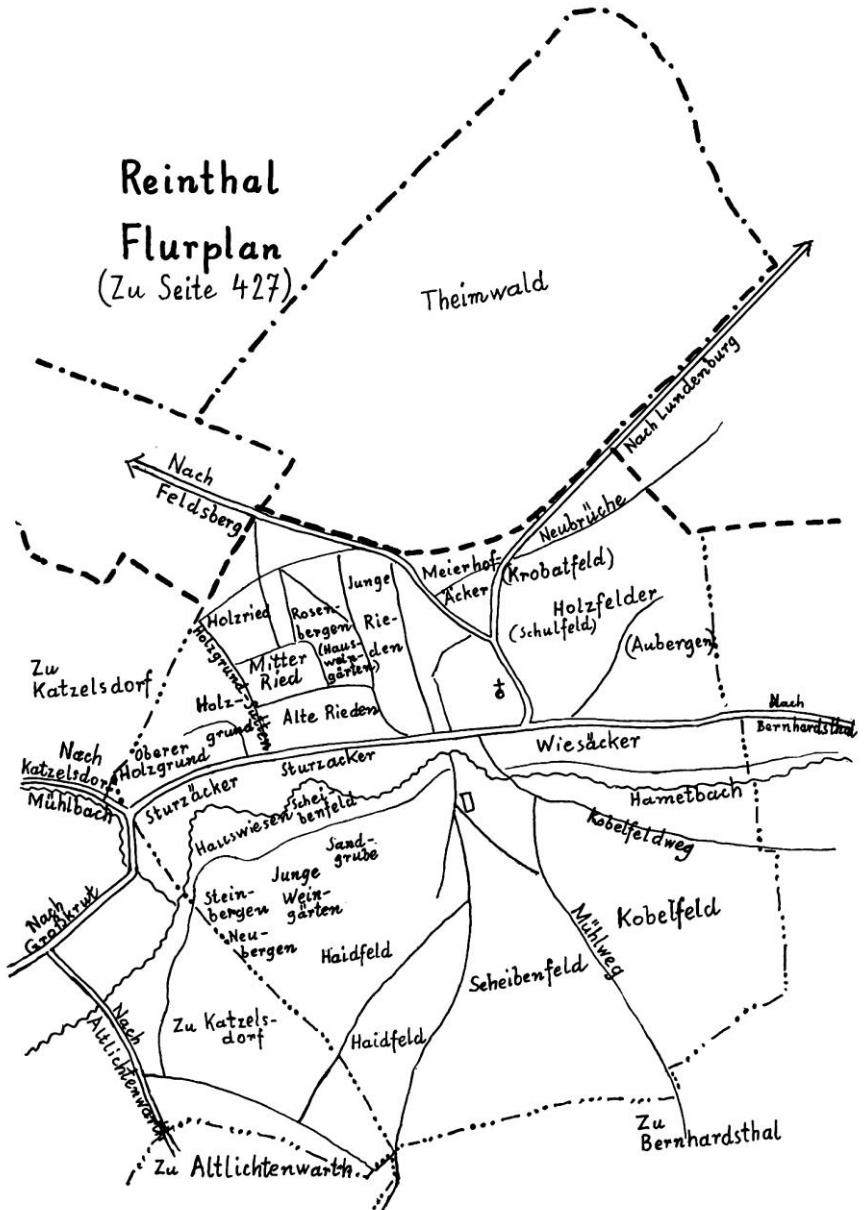 Reinthal
Flurplan
(Zu Seite 427)
Theimwald
Nach Lundenburg
Nach
Feldsberg
Neubrüche
Meierhof-
Äcker
(Krobatfeld)
Junge
Rie-
den
Holzfelder
(Schulfeld)
(Aubergen)
Holzried
Rosen-
bergen
(Haus-
wein-
gärten)
Holzgrund-Sutten
Mitter
Ried
Zu
Katzelsdorf
Holz-
grund
Alte Rieden
Nach
Bernhardsthal
Oberer
Holzgrund
Nach
Katzelsdorf
Mühlbach
Sturzäcker
Sturzacker
Wiesäcker
Hametbach
Hauswiesen
Schei-
benfeld
Kobelfeldweg
Sand-
grube
Junge
Wein-
gärten
Stein-
bergen
Neu-
bergen
Nach
Großkrut
Haidfeld
Kobelfeld
Mühlweg
Scheibenfeld
Nach
Altlichtenwarth
Zu Katzels-
dorf
Haidfeld
Zu
Bernhardsthal
Zu Altlichtenwarth